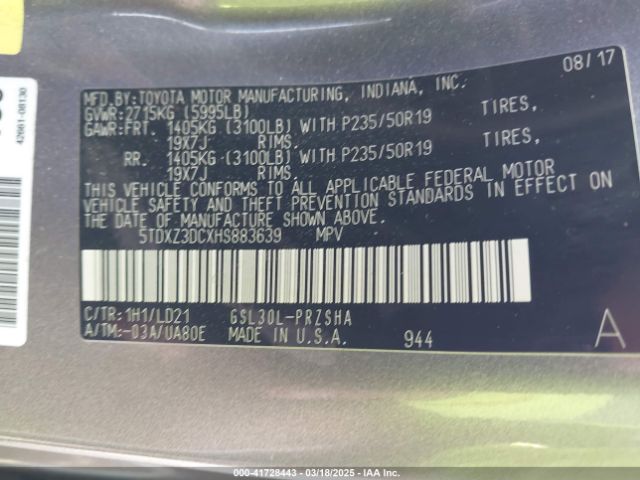 08/17
MFD.BY:TOYOTA MOTOR MANUFACTURING, INDIANA, INC.
GVWR:2715KG (5995LB)
GAWR:FRT. 1405KG (3100LB) WITH P235/50R19 TIRES,
19X7J RIMS.
RR. 1405KG (3100LB) WITH P235/50R19 TIRES,
19X7J RIMS.
THIS VEHICLE CONFORMS TO ALL APPLICABLE FEDERAL MOTOR
VEHICLE SAFETY AND THEFT PREVENTION STANDARDS IN EFFECT ON
THE DATE OF MANUFACTURE SHOWN ABOVE.
5TDXZ3DCXHS883639 MPV
C/TR:1H1/LD21 GSL30L-PRZSHA
A/TM:-03A/UA80E MADE IN U.S.A. 944 A
42661-08130
000-41728443 - 03/18/2025 - IAA Inc.